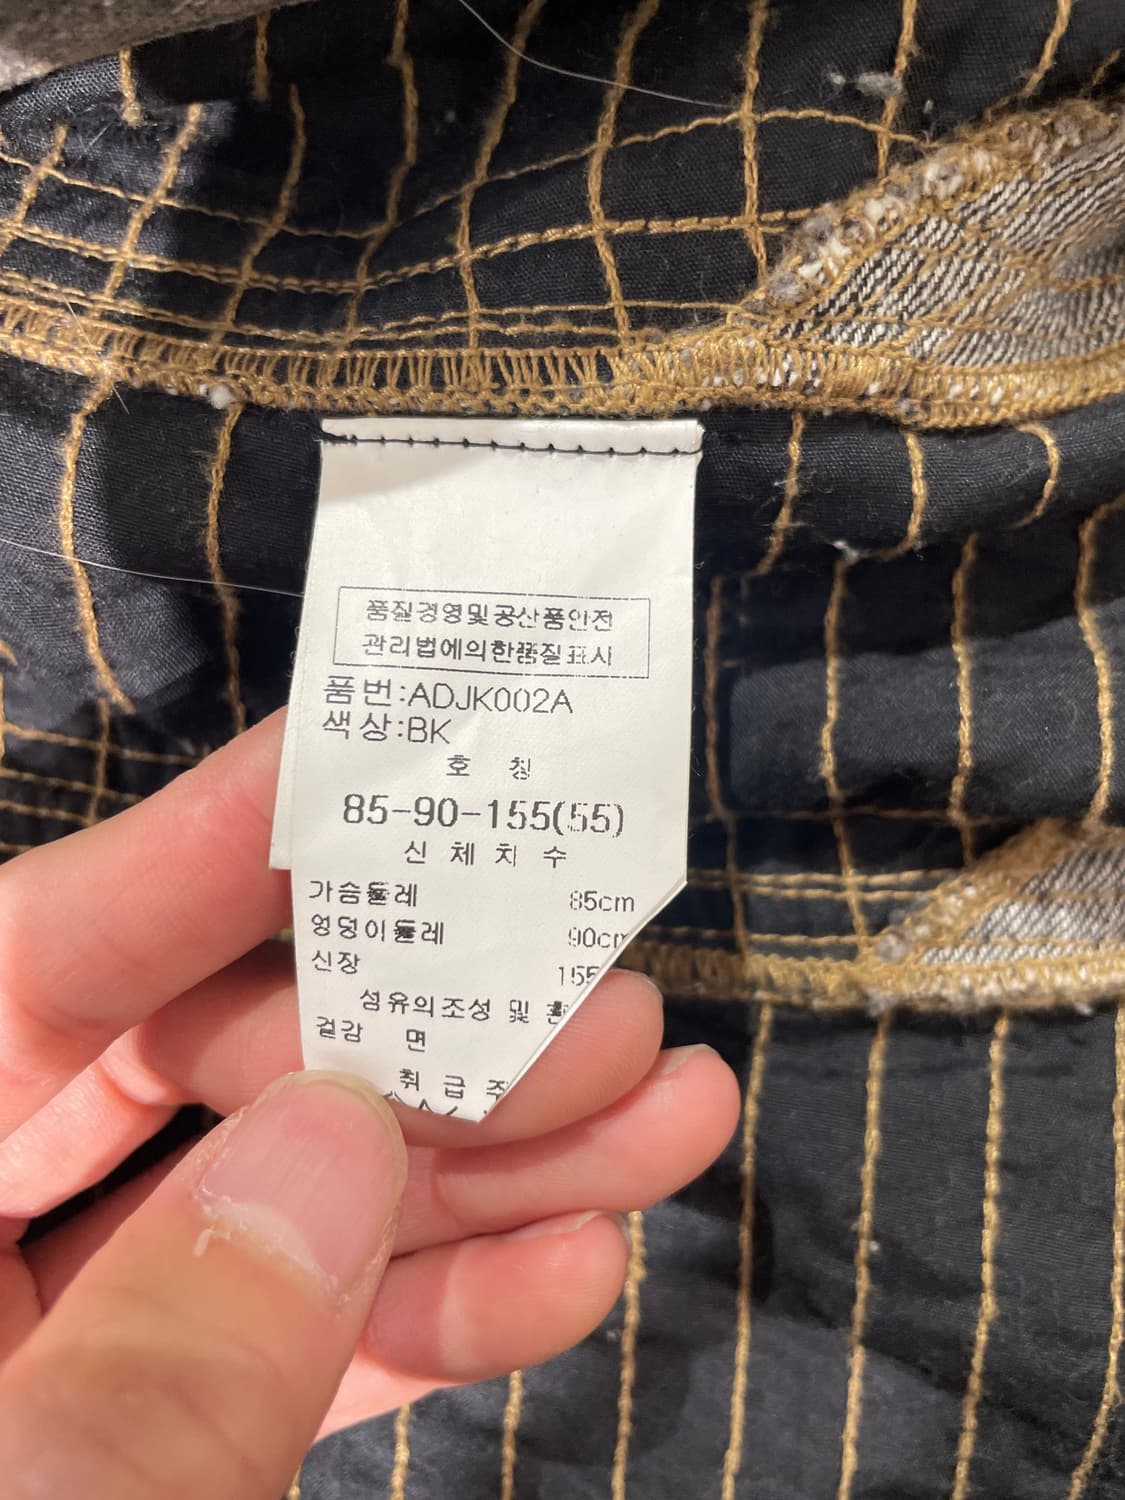 품질경영및공산품안전
관리법에의한품질표시
품번:ADJK002A
색상:BK
호 칭
85-90-155(55)
신 체 치 수
가슴둘레 85cm
엉덩이둘레 90cm
신장 155
섬유의조성 및
겉감 면
취 급